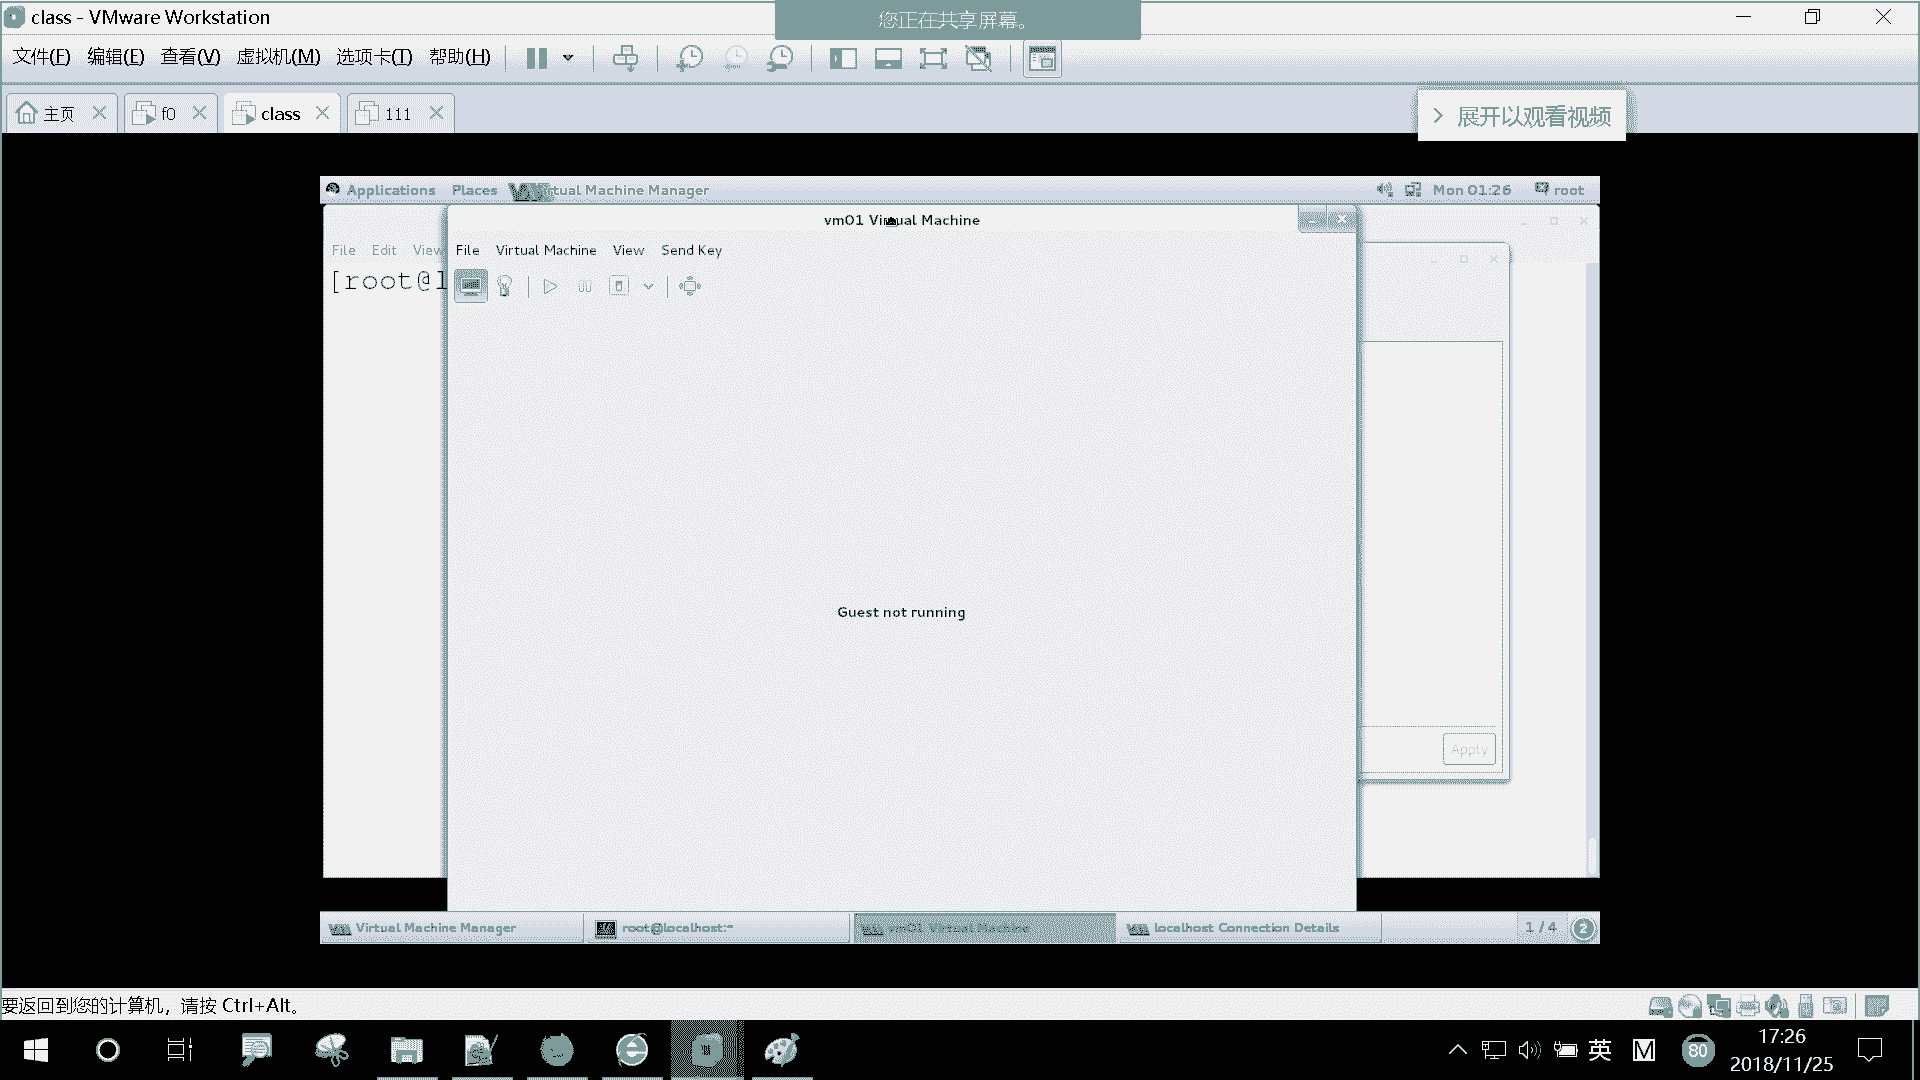 class - VMware Workstation
您正在共享屏幕。
文件(F) 编辑(E) 查看(V) 虚拟机(M) 选项卡(T) 帮助(H)
主页 f0 class 111
展开以观看视频
Applications Places Virtual Machine Manager Mon 01:26 root
vm01 Virtual Machine
File Edit View
File Virtual Machine View Send Key
[root@l
Guest not running
Apply
Virtual Machine Manager root@localhost:~ vm01 Virtual Machine localhost Connection Details 1 / 4 2
要返回到您的计算机，请按 Ctrl+Alt。
英 M 80 17:26
2018/11/25